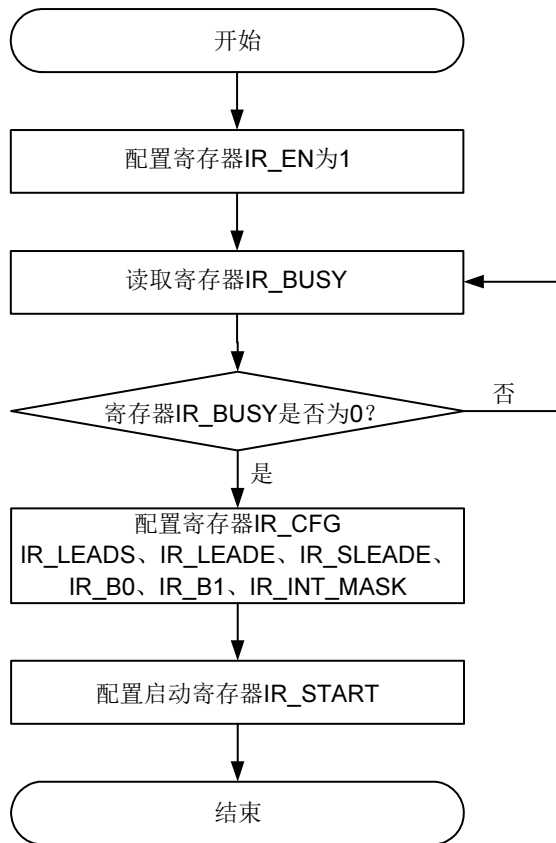 开始
配置寄存器IR_EN为1
读取寄存器IR_BUSY
寄存器IR_BUSY是否为0?
否
是
配置寄存器IR_CFG
IR_LEADS、IR_LEADE、IR_SLEADE、
IR_B0、IR_B1、IR_INT_MASK
配置启动寄存器IR_START
结束